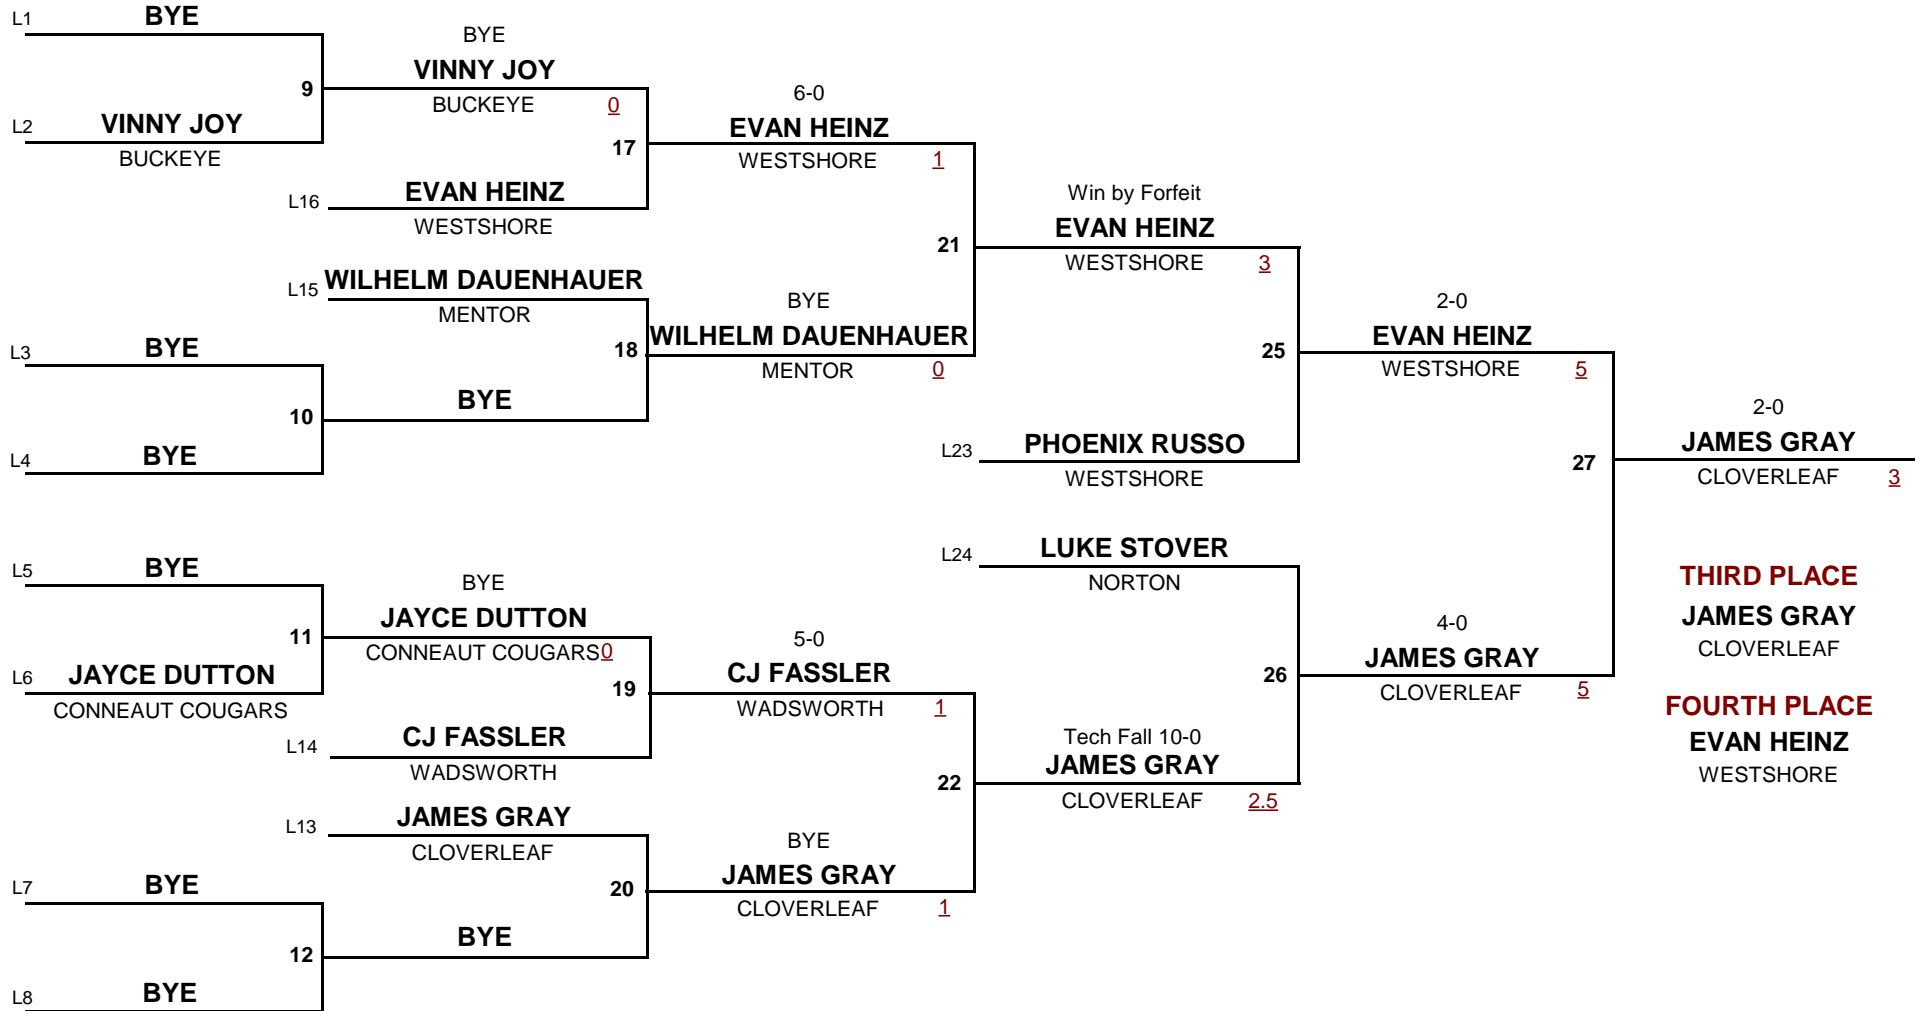 L1 BYE
BYE
VINNY JOY
9
BUCKEYE 0
L2 VINNY JOY
BUCKEYE
6-0
EVAN HEINZ
17
WESTSHORE 1
L16 EVAN HEINZ
WESTSHORE
Win by Forfeit
EVAN HEINZ
21
WESTSHORE 3
L15 WILHELM DAUENHAUER
MENTOR
BYE
WILHELM DAUENHAUER
18
MENTOR 0
L3 BYE
10
BYE
L4 BYE
2-0
EVAN HEINZ
25
WESTSHORE 5
L23 PHOENIX RUSSO
WESTSHORE
2-0
JAMES GRAY
27
CLOVERLEAF 3
L5 BYE
BYE
JAYCE DUTTON
11
CONNEAUT COUGARS 0
L6 JAYCE DUTTON
CONNEAUT COUGARS
5-0
CJ FASSLER
19
WADSWORTH 1
L14 CJ FASSLER
WADSWORTH
L24 LUKE STOVER
NORTON
4-0
JAMES GRAY
26
CLOVERLEAF 5
Tech Fall 10-0
JAMES GRAY
22
CLOVERLEAF 2.5
L13 JAMES GRAY
CLOVERLEAF
BYE
JAMES GRAY
20
CLOVERLEAF 1
L7 BYE
12
BYE
L8 BYE
THIRD PLACE
JAMES GRAY
CLOVERLEAF
FOURTH PLACE
EVAN HEINZ
WESTSHORE